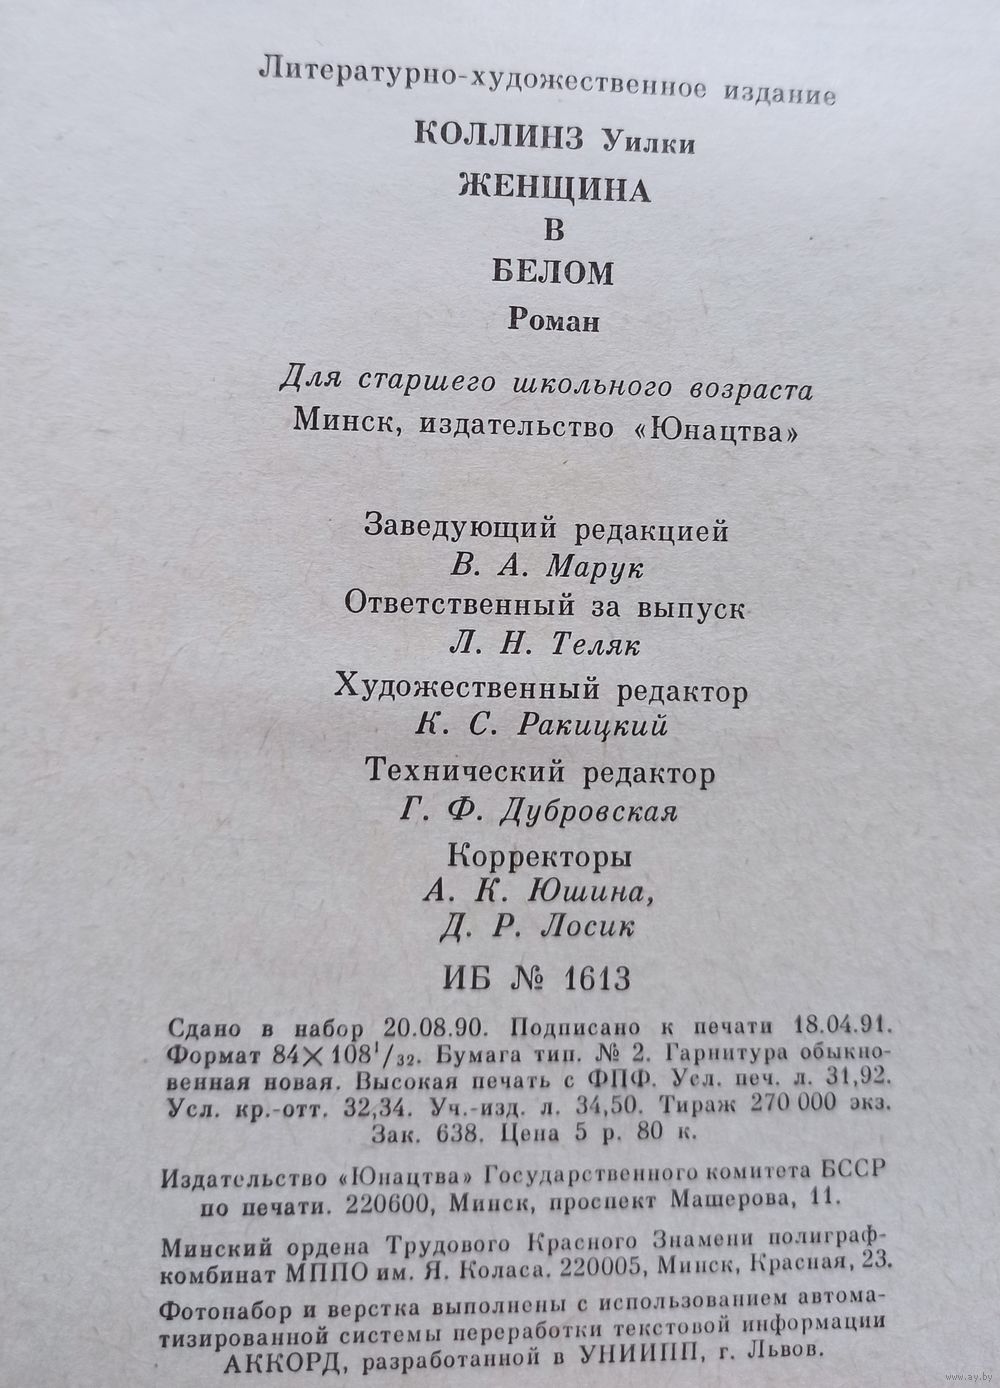 Литературно-художественное издание
КОЛЛИНЗ Уилки
ЖЕНЩИНА
В
БЕЛОМ
Роман
Для старшего школьного возраста
Минск, издательство «Юнацтва»
Заведующий редакцией
В. А. Марук
Ответственный за выпуск
Л. Н. Теляк
Художественный редактор
К. С. Ракицкий
Технический редактор
Г. Ф. Дубровская
Корректоры
А. К. Юшина,
Д. Р. Лосик
ИБ № 1613
Сдано в набор 20.08.90. Подписано к печати 18.04.91.
Формат 84×108¹/₃₂. Бумага тип. № 2. Гарнитура обыкно-
венная новая. Высокая печать с ФПФ. Усл. печ. л. 31,92.
Усл. кр.-отт. 32,34. Уч.-изд. л. 34,50. Тираж 270 000 экз.
Зак. 638. Цена 5 р. 80 к.
Издательство «Юнацтва» Государственного комитета БССР
по печати. 220600, Минск, проспект Машерова, 11.
Минский ордена Трудового Красного Знамени полиграф-
комбинат МППО им. Я. Коласа. 220005, Минск, Красная, 23.
Фотонабор и верстка выполнены с использованием автома-
тизированной системы переработки текстовой информации
АККОРД, разработанной в УНИИПП, г. Львов.
www.ay.by